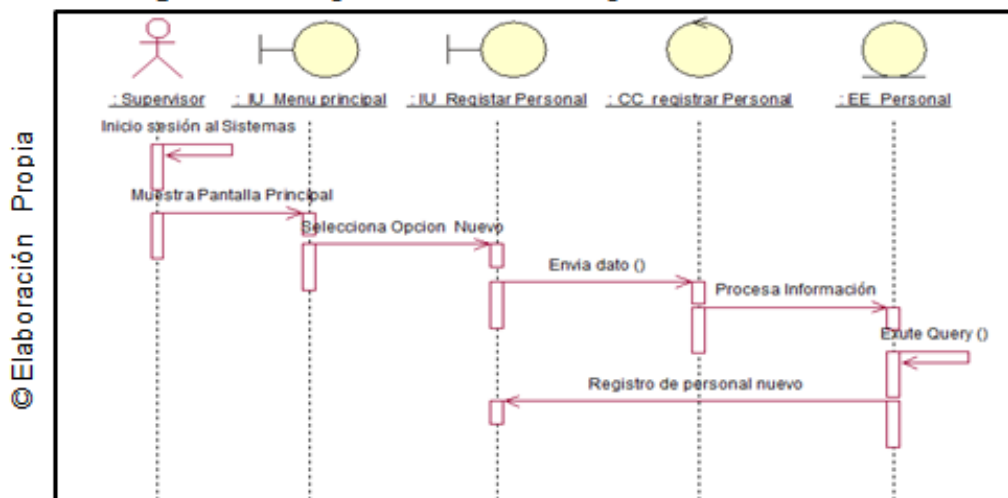 : Supervisor
: IU_Menu principal
: IU_Registar Personal
: CC_registrar Personal
: EE_Personal
Inicio sesión al Sistemas
Muestra Pantalla Principal
Selecciona Opcion Nuevo
Envia dato ()
Procesa Información
Exute Query ()
Registro de personal nuevo
© Elaboración Propia